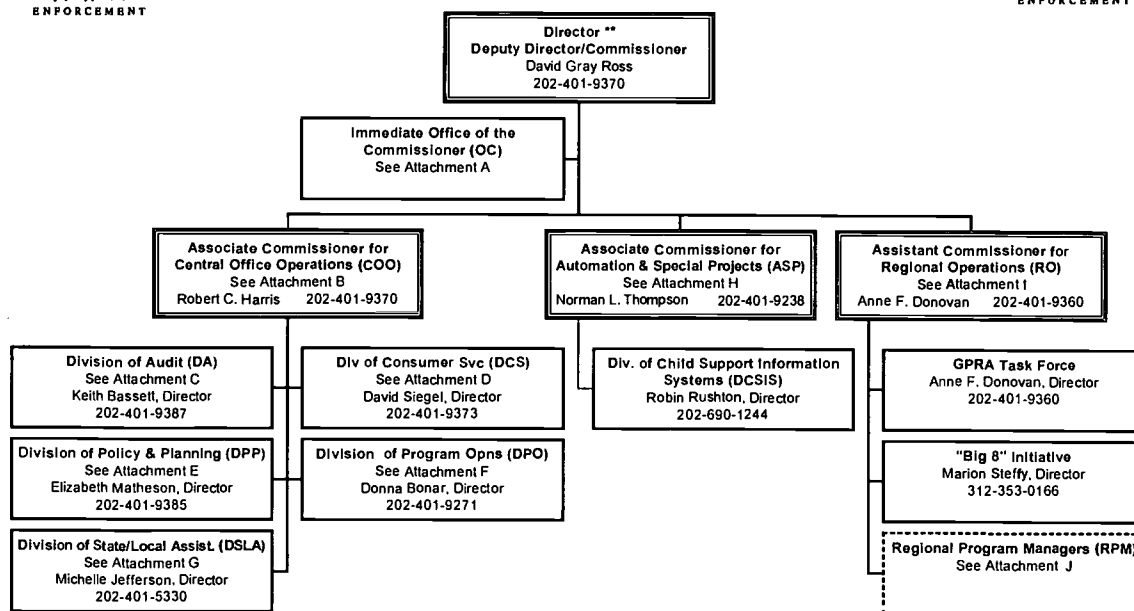 ENFORCEMENT
ENFORCEMENT
Director **
Deputy Director/Commissioner
David Gray Ross
202-401-9370
Immediate Office of the
Commissioner (OC)
See Attachment A
Associate Commissioner for
Central Office Operations (COO)
See Attachment B
Robert C. Harris 202-401-9370
Associate Commissioner for
Automation & Special Projects (ASP)
See Attachment H
Norman L. Thompson 202-401-9238
Assistant Commissioner for
Regional Operations (RO)
See Attachment I
Anne F. Donovan 202-401-9360
Division of Audit (DA)
See Attachment C
Keith Bassett, Director
202-401-9387
Div of Consumer Svc (DCS)
See Attachment D
David Siegel, Director
202-401-9373
Div. of Child Support Information
Systems (DCSIS)
Robin Rushton, Director
202-690-1244
GPRA Task Force
Anne F. Donovan, Director
202-401-9360
Division of Policy & Planning (DPP)
See Attachment E
Elizabeth Matheson, Director
202-401-9385
Division of Program Opns (DPO)
See Attachment F
Donna Bonar, Director
202-401-9271
"Big 8" Initiative
Marion Steffy, Director
312-353-0166
Division of State/Local Assist. (DSLA)
See Attachment G
Michelle Jefferson, Director
202-401-5330
Regional Program Managers (RPM)
See Attachment J